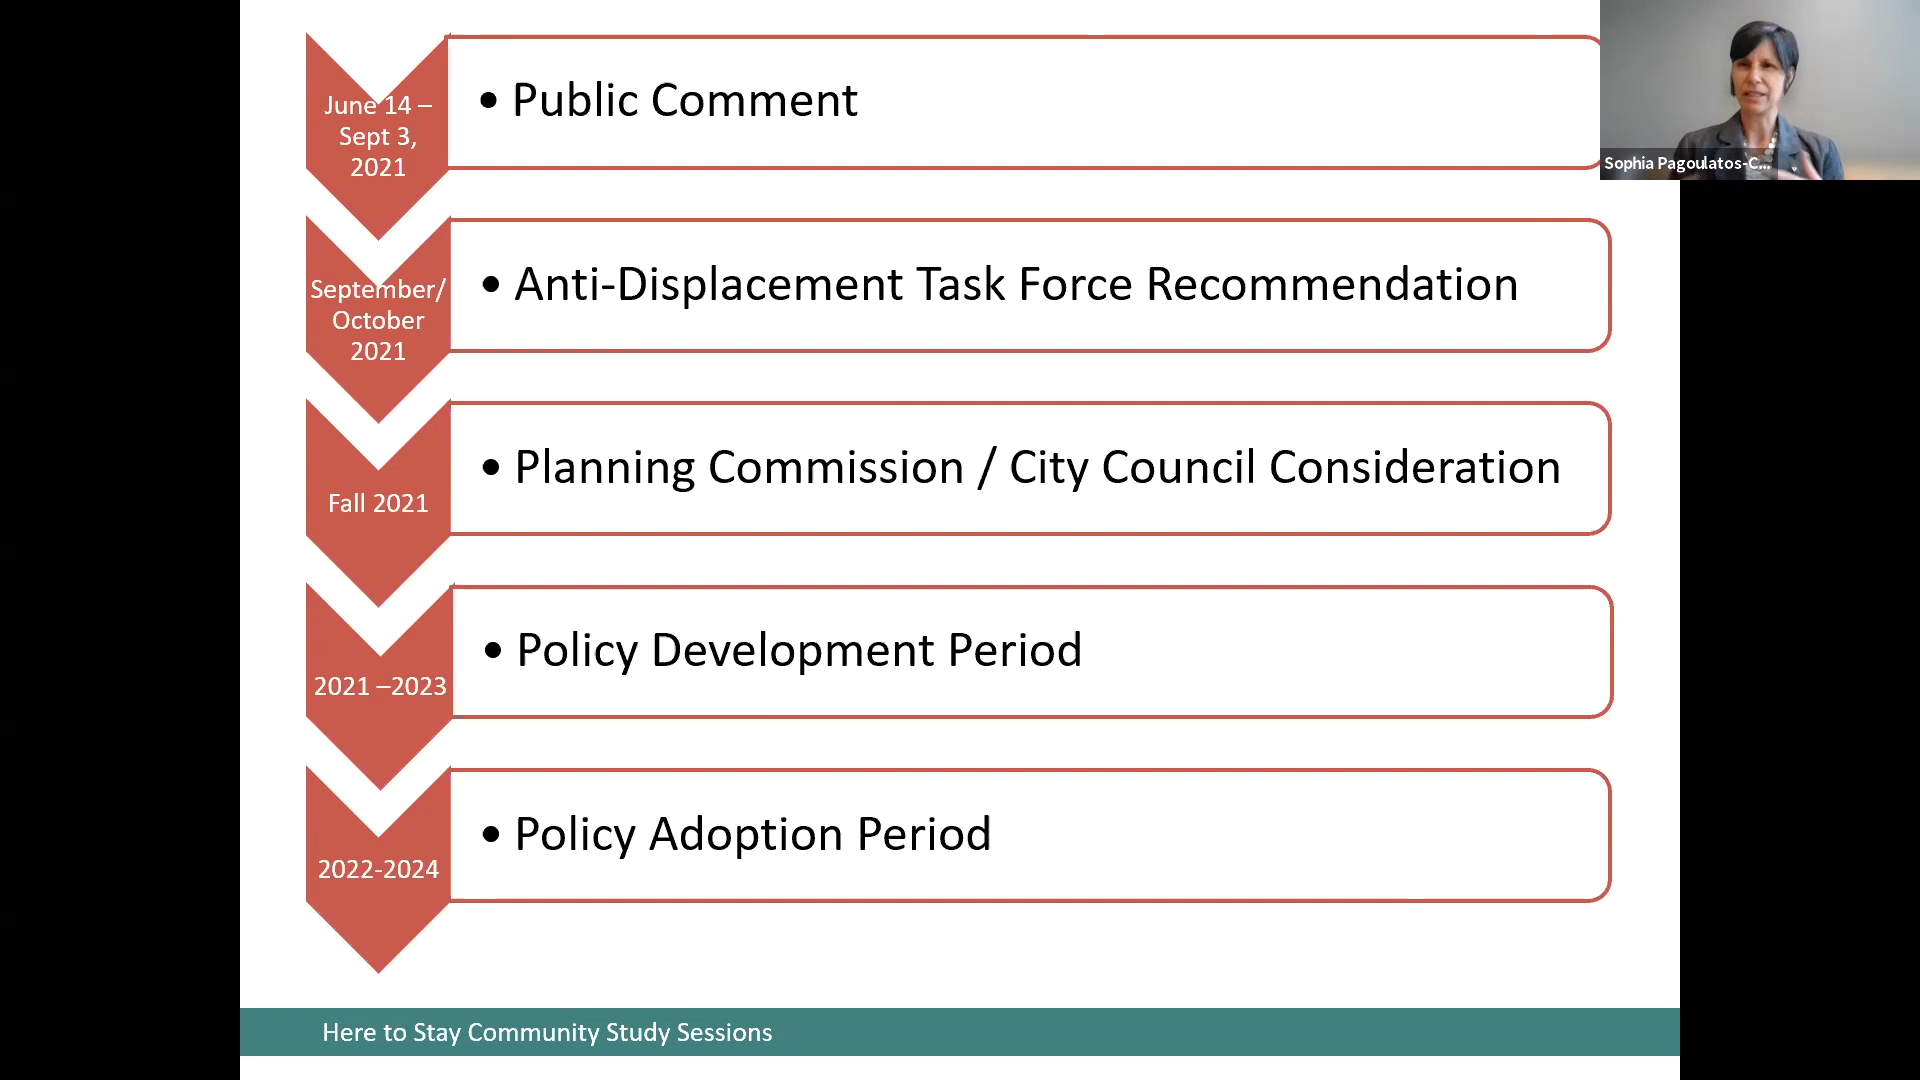 June 14 –
Sept 3,
2021
• Public Comment
Sophia Pagoulatos-C...
September/
October
2021
• Anti-Displacement Task Force Recommendation
Fall 2021
• Planning Commission / City Council Consideration
2021 –2023
• Policy Development Period
2022-2024
• Policy Adoption Period
Here to Stay Community Study Sessions